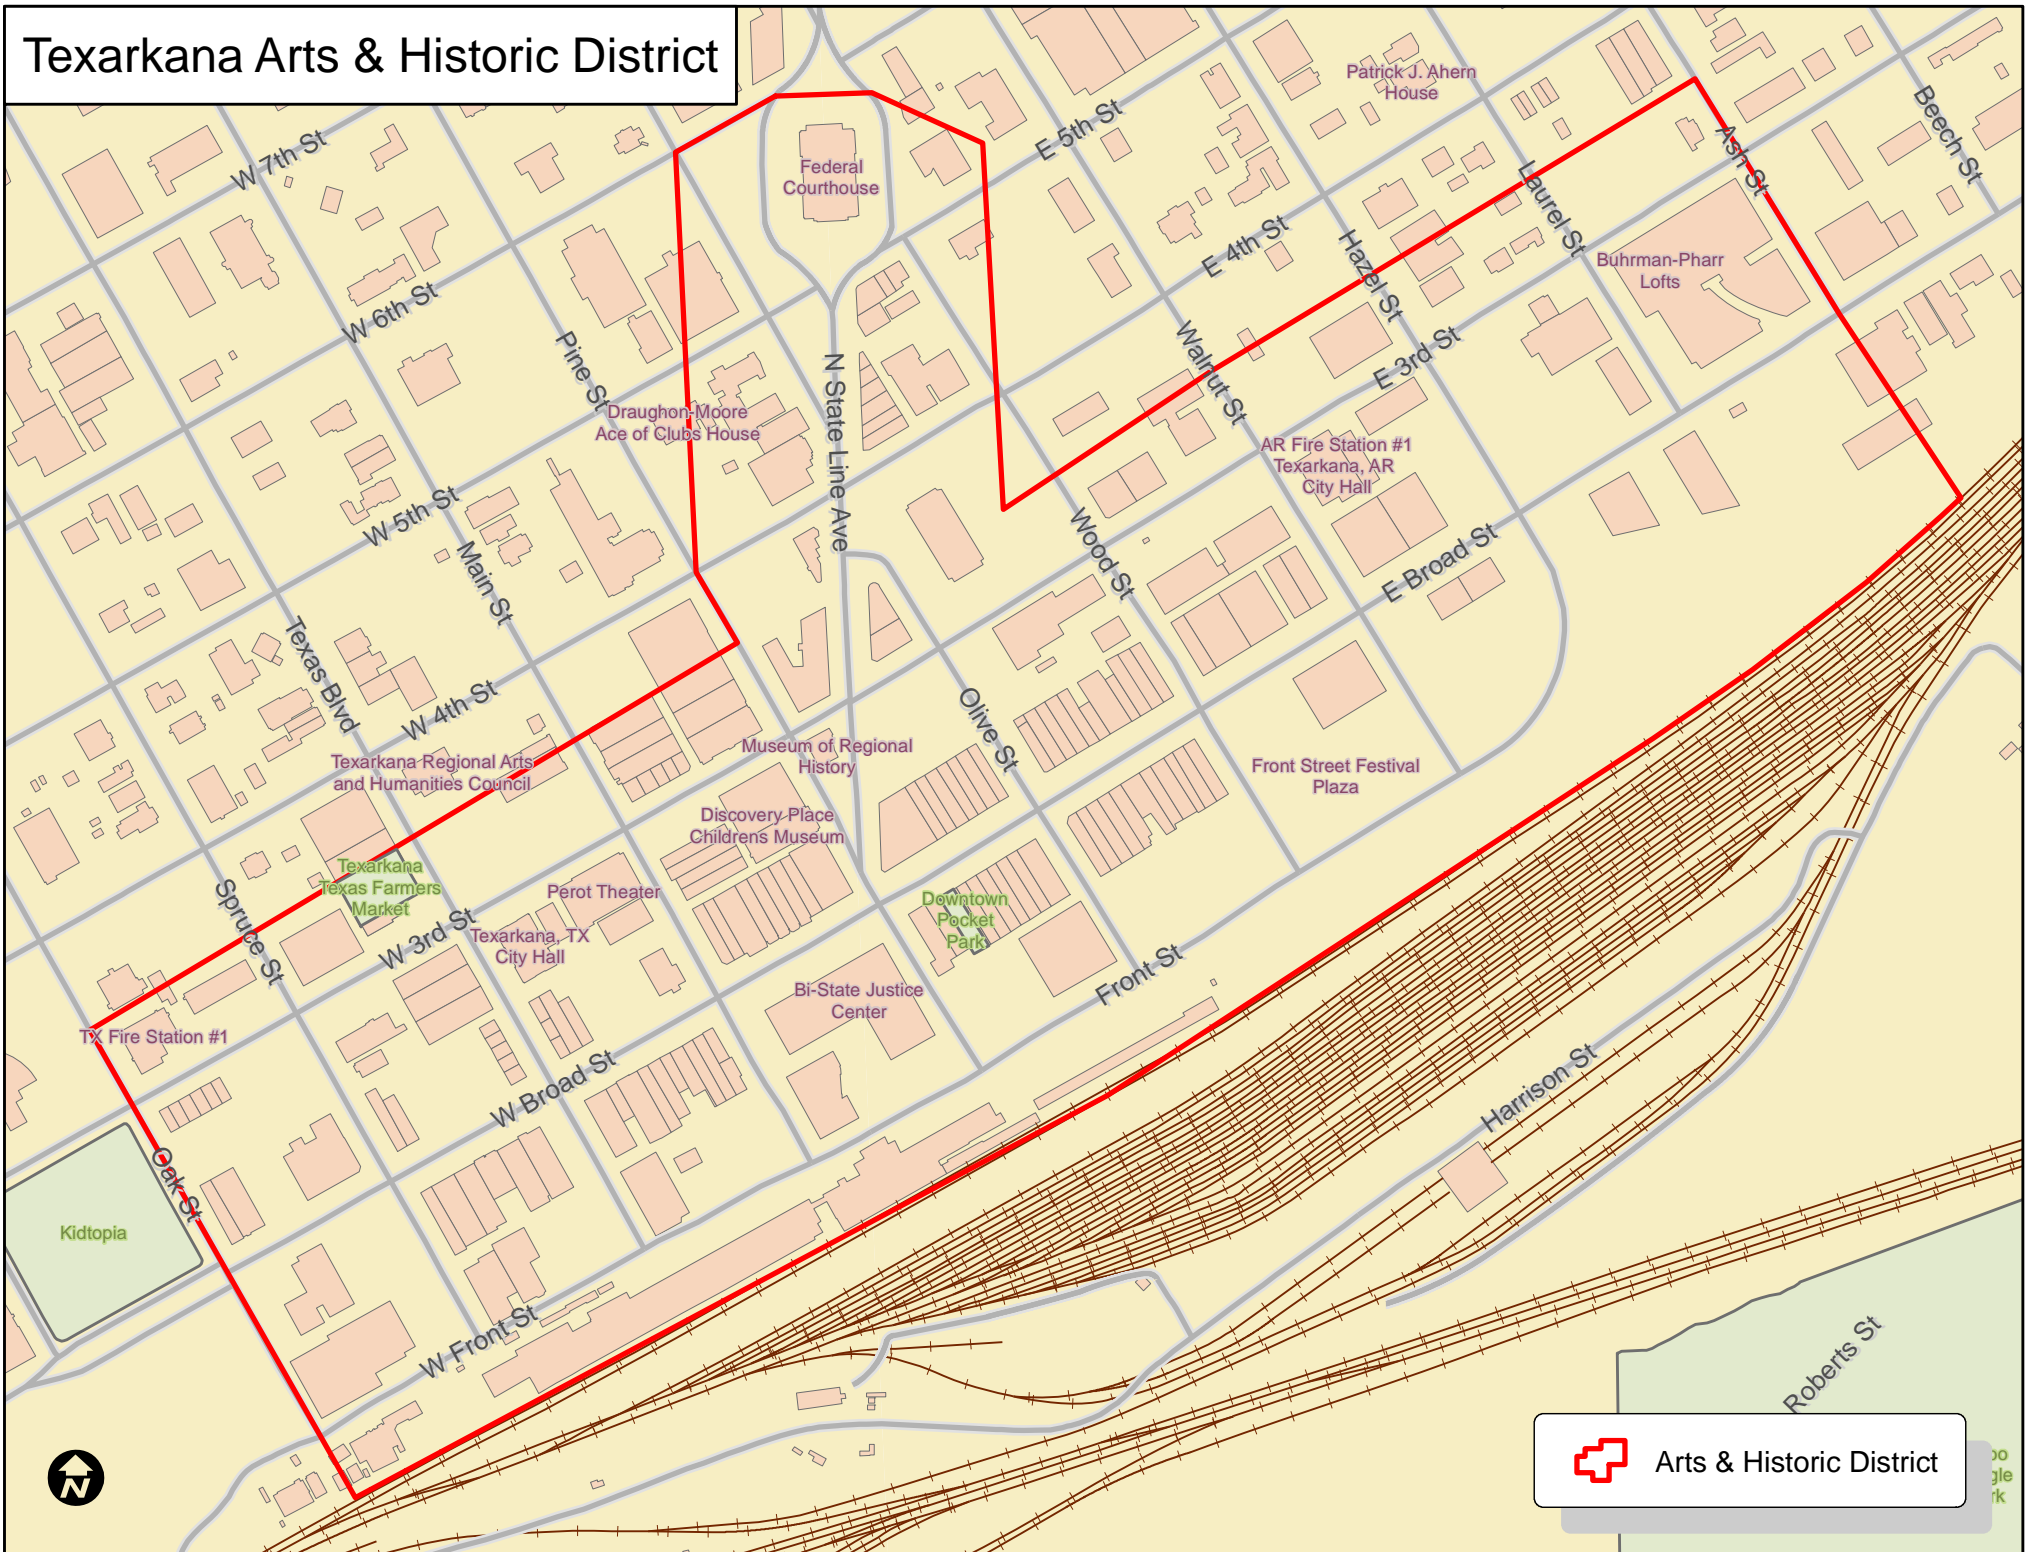 Texarkana Arts & Historic District
Patrick J. Ahern
House
Beech St
E 5th St
W 7th St
Ash St
Federal
Courthouse
Laurel St
E 4th St
Hazel St
Buhrman-Pharr
Lofts
W 6th St
Pine St
Walnut St
E 3rd St
N State Line Ave
Draughon-Moore
Ace of Clubs House
AR Fire Station #1
Texarkana, AR
City Hall
W 5th St
Main St
Wood St
E Broad St
Texas Blvd
W 4th St
Olive St
Texarkana Regional Arts
and Humanities Council
Museum of Regional
History
Front Street Festival
Plaza
Discovery Place
Childrens Museum
Texarkana
Texas Farmers
Market
Perot Theater
Downtown
Pocket
Park
Spruce St
W 3rd St
Texarkana, TX
City Hall
Front St
Bi-State Justice
Center
TX Fire Station #1
W Broad St
Harrison St
Oak St
Kidtopia
W Front St
Roberts St
N
Arts & Historic District